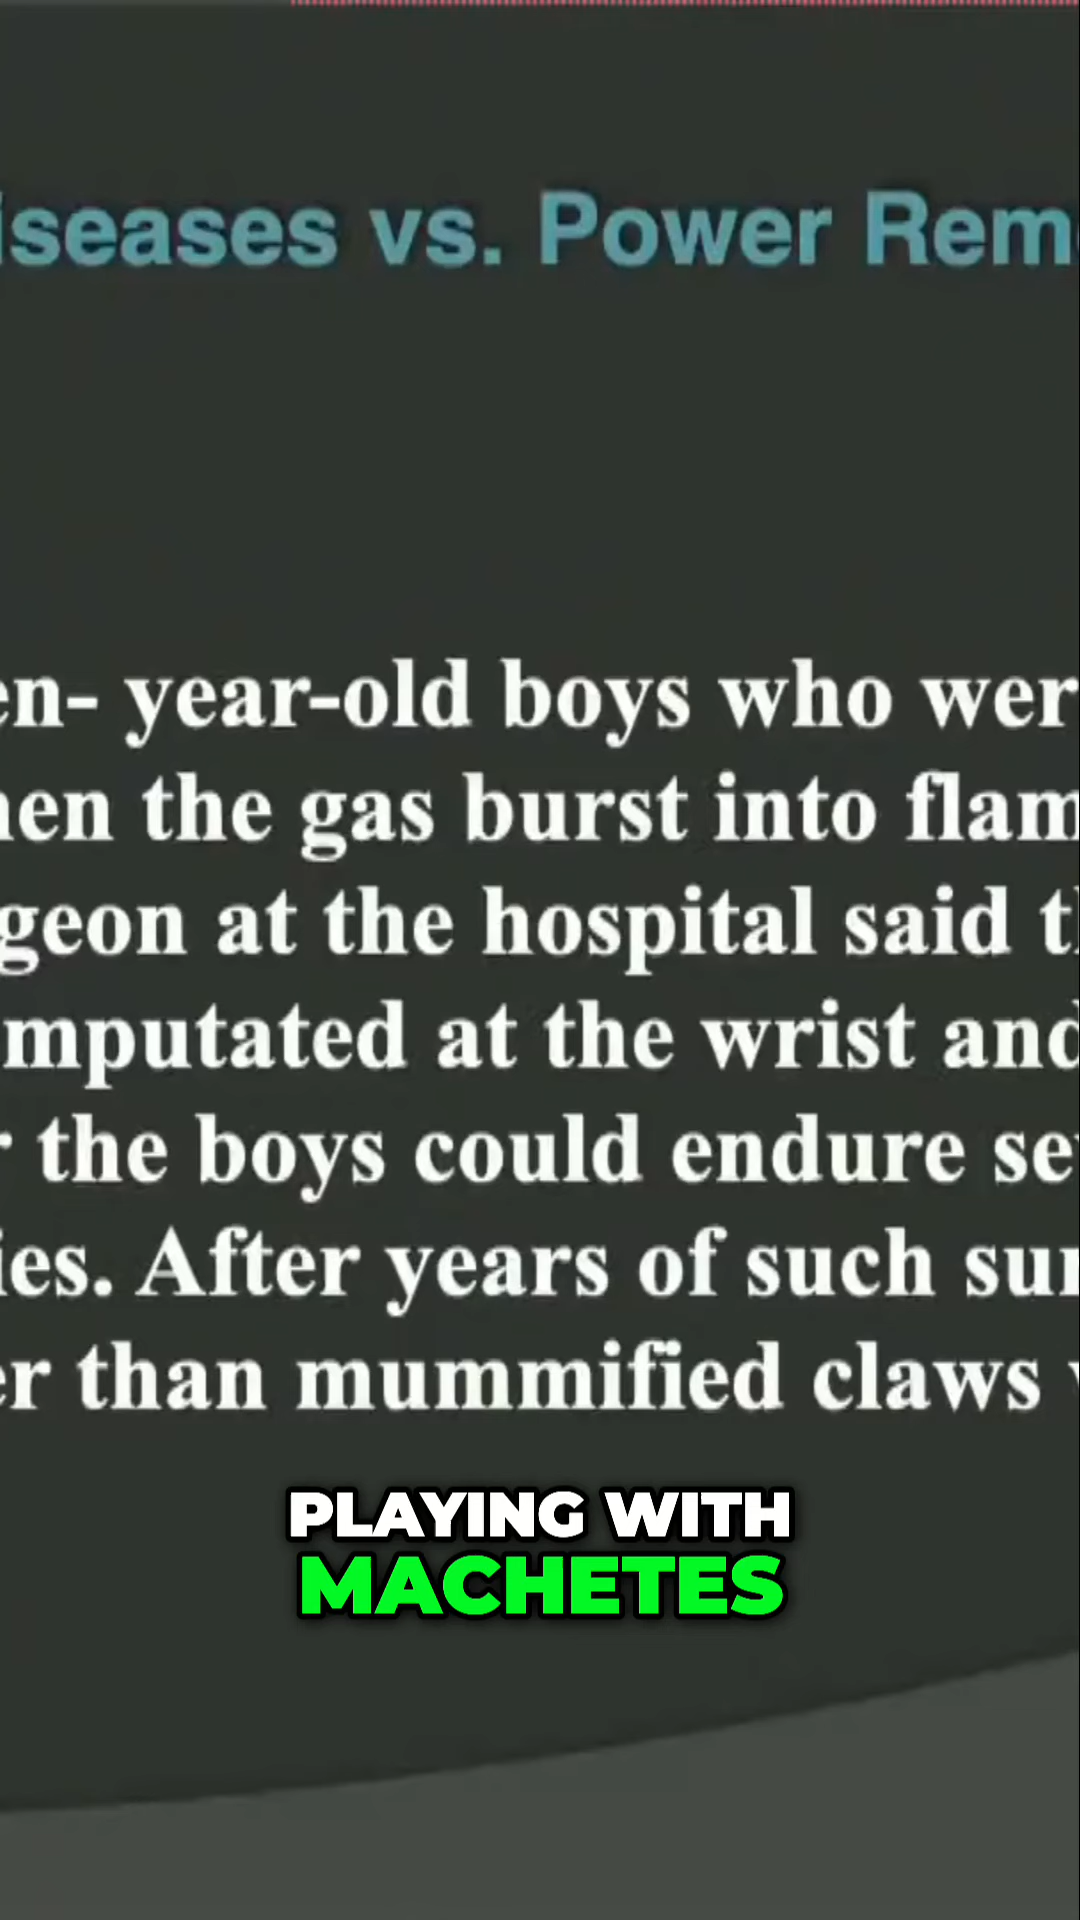 iseases vs. Power Rem
en- year-old boys who wer
hen the gas burst into flam
geon at the hospital said th
mputated at the wrist and
r the boys could endure se
ies. After years of such sur
er than mummified claws
PLAYING WITH
MACHETES